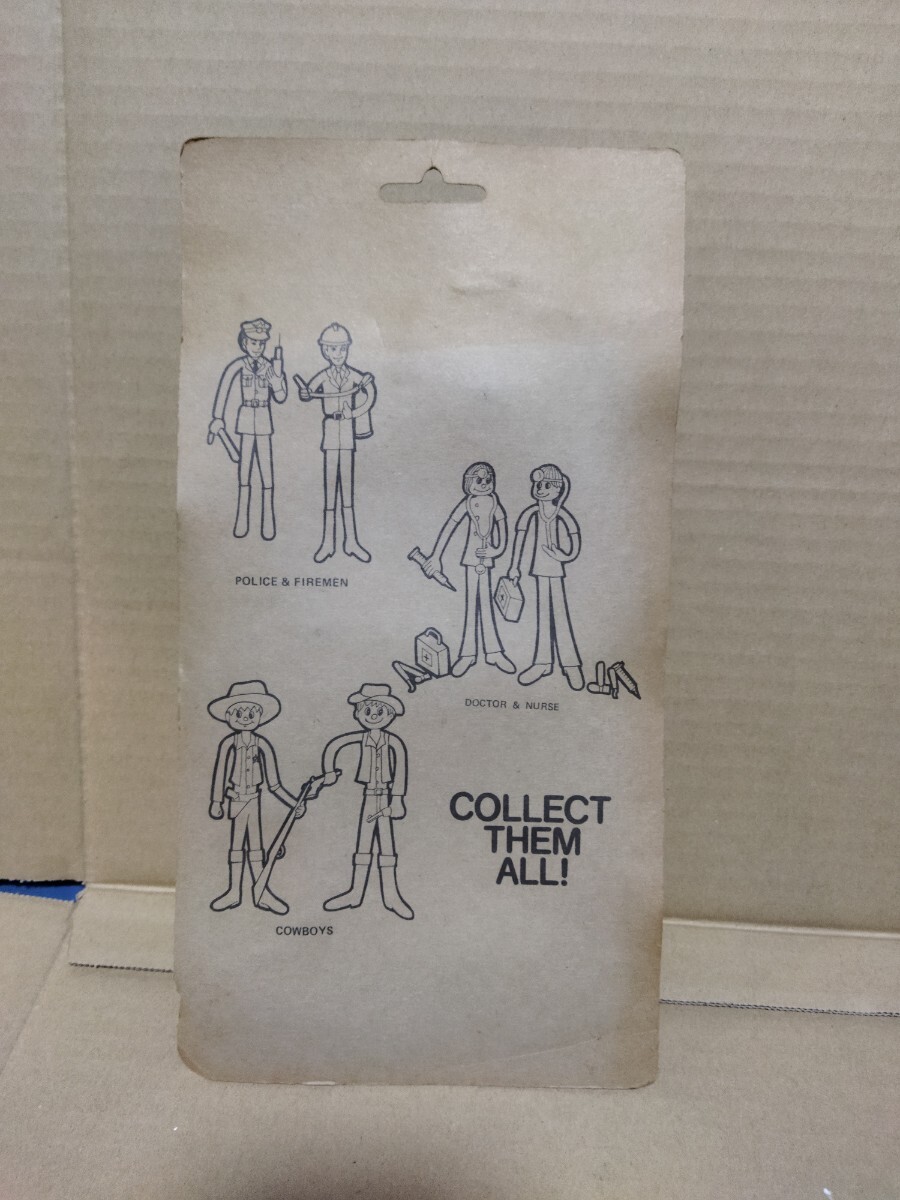 POLICE & FIREMEN
DOCTOR & NURSE
COLLECT
THEM
ALL!
COWBOYS